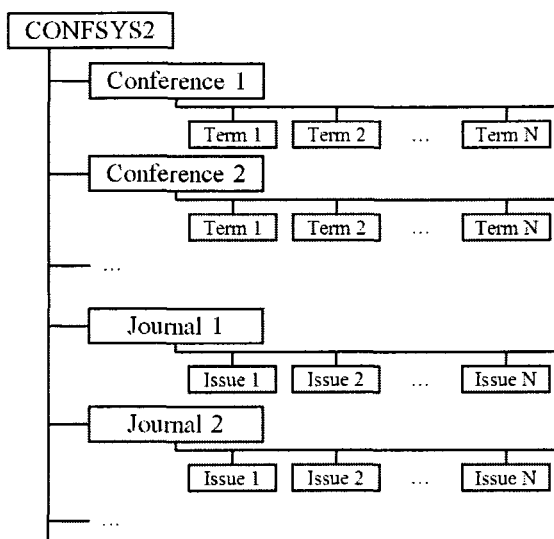 CONFSYS2
Conference 1
Term 1 Term 2 ... Term N
Conference 2
Term 1 Term 2 ... Term N
...
Journal 1
Issue 1 Issue 2 ... Issue N
Journal 2
Issue 1 Issue 2 ... Issue N
...